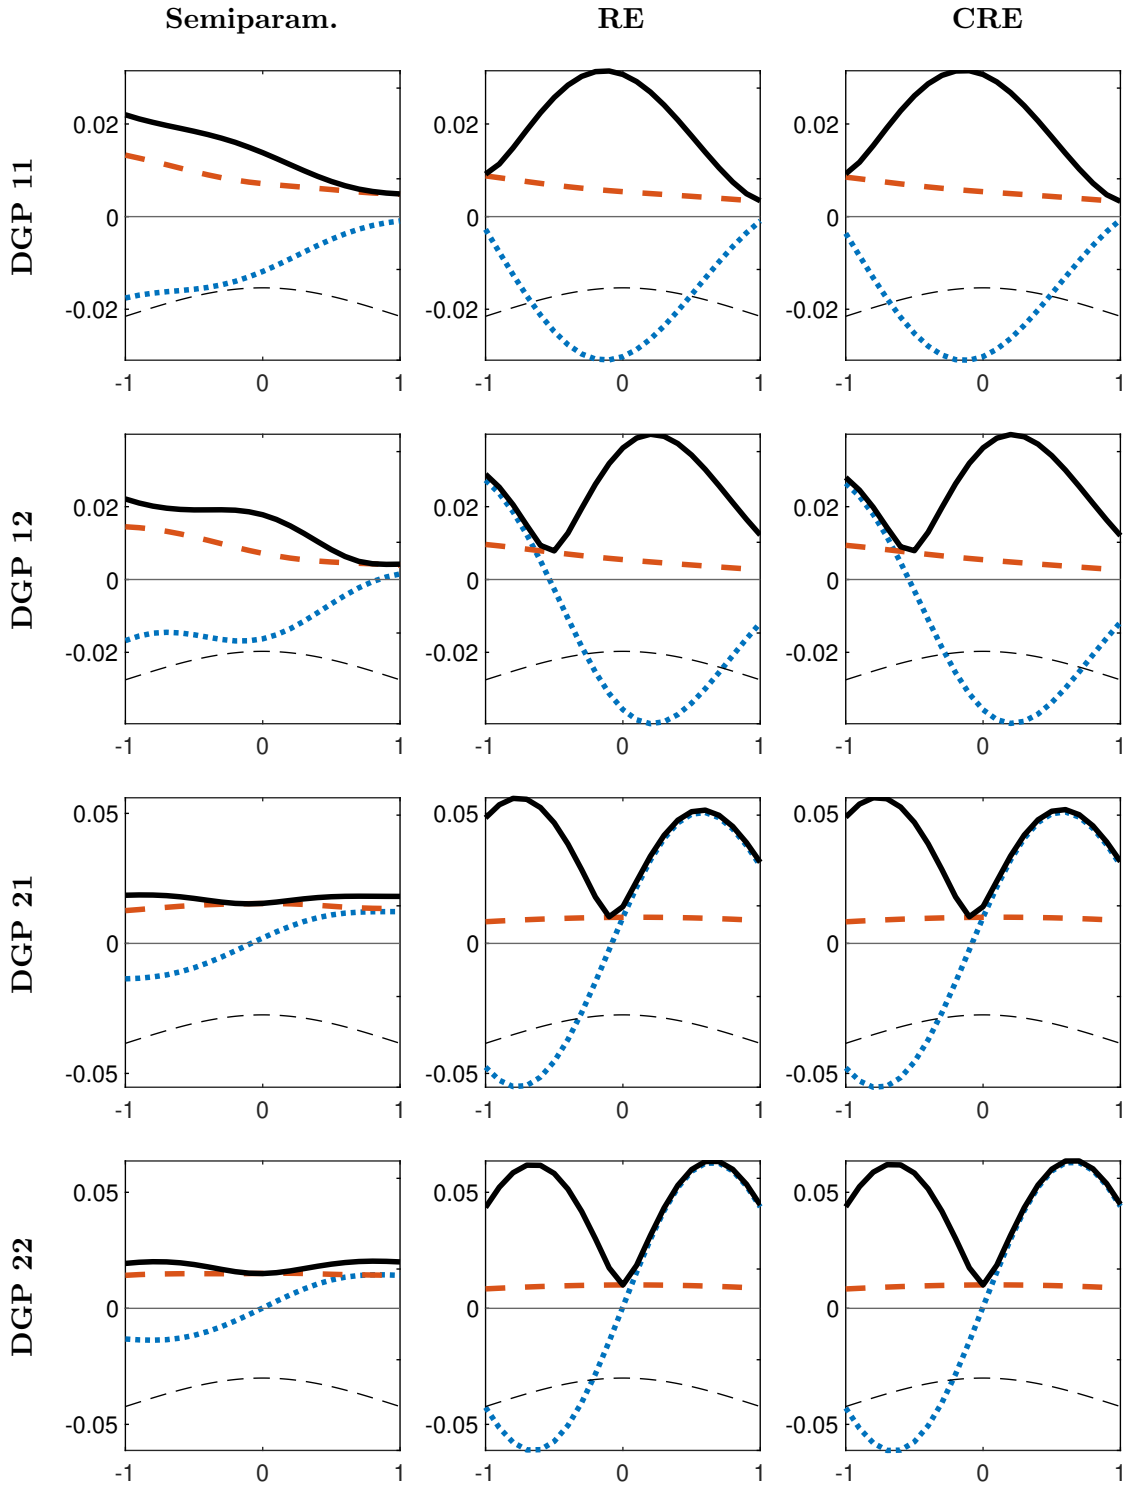 Semiparam. RE CRE
DGP 11
0.02 0.02 0.02
0 0 0
-0.02 -0.02 -0.02
-1 0 1 -1 0 1 -1 0 1
DGP 12
0.02 0.02 0.02
0 0 0
-0.02 -0.02 -0.02
-1 0 1 -1 0 1 -1 0 1
DGP 21
0.05 0.05 0.05
0 0 0
-0.05 -0.05 -0.05
-1 0 1 -1 0 1 -1 0 1
DGP 22
0.05 0.05 0.05
0 0 0
-0.05 -0.05 -0.05
-1 0 1 -1 0 1 -1 0 1